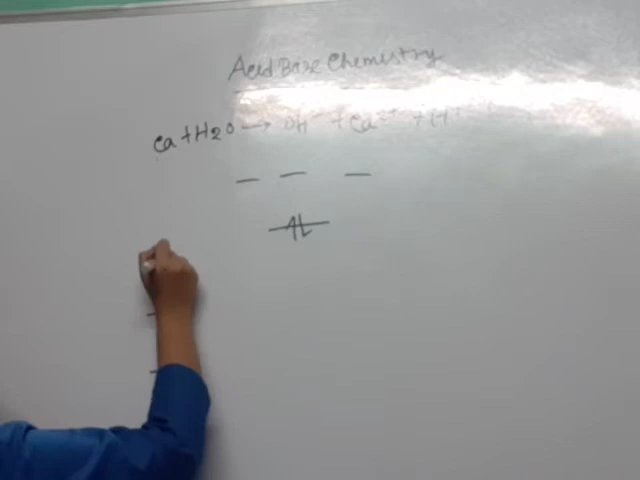 Acid Base Chemistry
Ca + H2O → OH⁻ + Ca²⁺ + H⁺